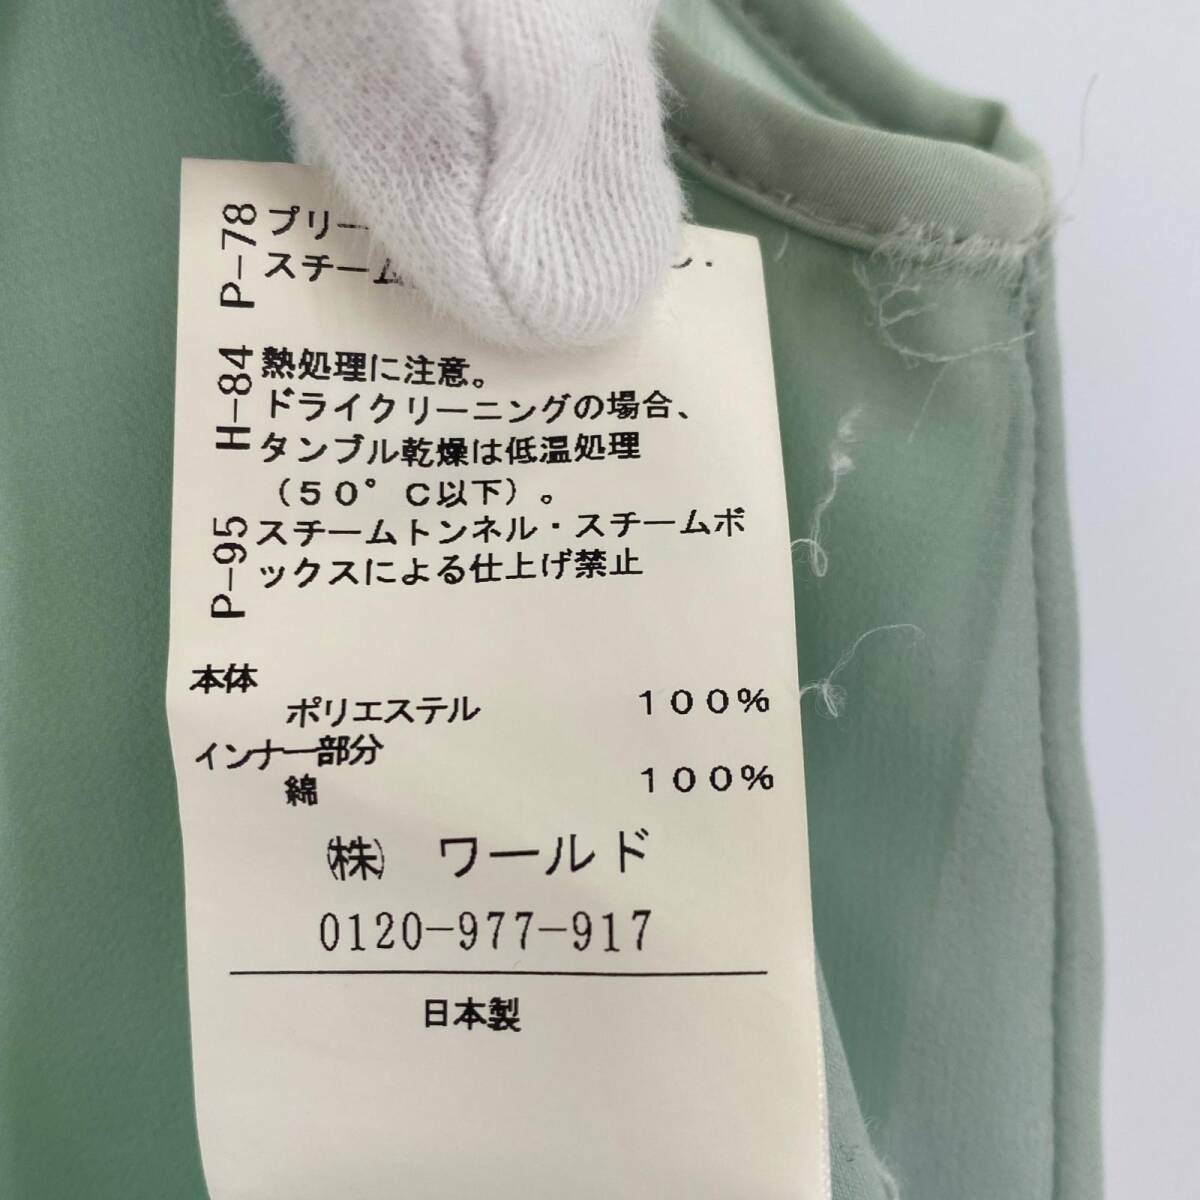 P-78
プリー
スチーム
H-84
熱処理に注意。
ドライクリーニングの場合、
タンブル乾燥は低温処理
（50°C以下）。
P-95
スチームトンネル・スチームボ
ックスによる仕上げ禁止
本体
ポリエステル 100%
インナー部分
綿 100%
㈱ ワールド
0120-977-917
日本製